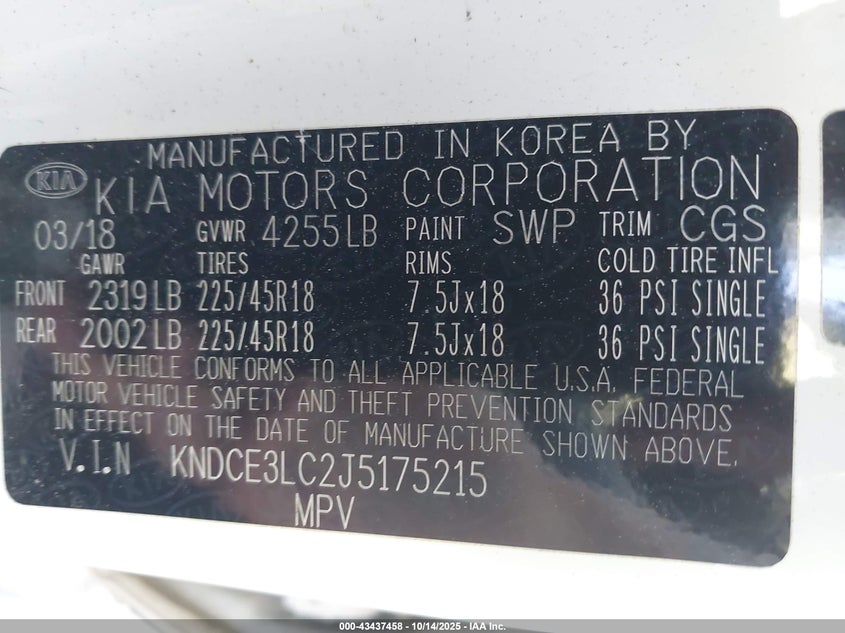 MANUFACTURED IN KOREA BY
KIA KIA MOTORS CORPORATION
03/18 GVWR 4255LB PAINT SWP TRIM CGS
GAWR TIRES RIMS COLD TIRE INFL
FRONT 2319LB 225/45R18 7.5Jx18 36 PSI SINGLE
REAR 2002LB 225/45R18 7.5Jx18 36 PSI SINGLE
THIS VEHICLE CONFORMS TO ALL APPLICABLE U.S.A. FEDERAL
MOTOR VEHICLE SAFETY AND THEFT PREVENTION STANDARDS
IN EFFECT ON THE DATE OF MANUFACTURE SHOWN ABOVE.
V.I.N KNDCE3LC2J5175215
MPV
000-43437458 - 10/14/2025 - IAA Inc.